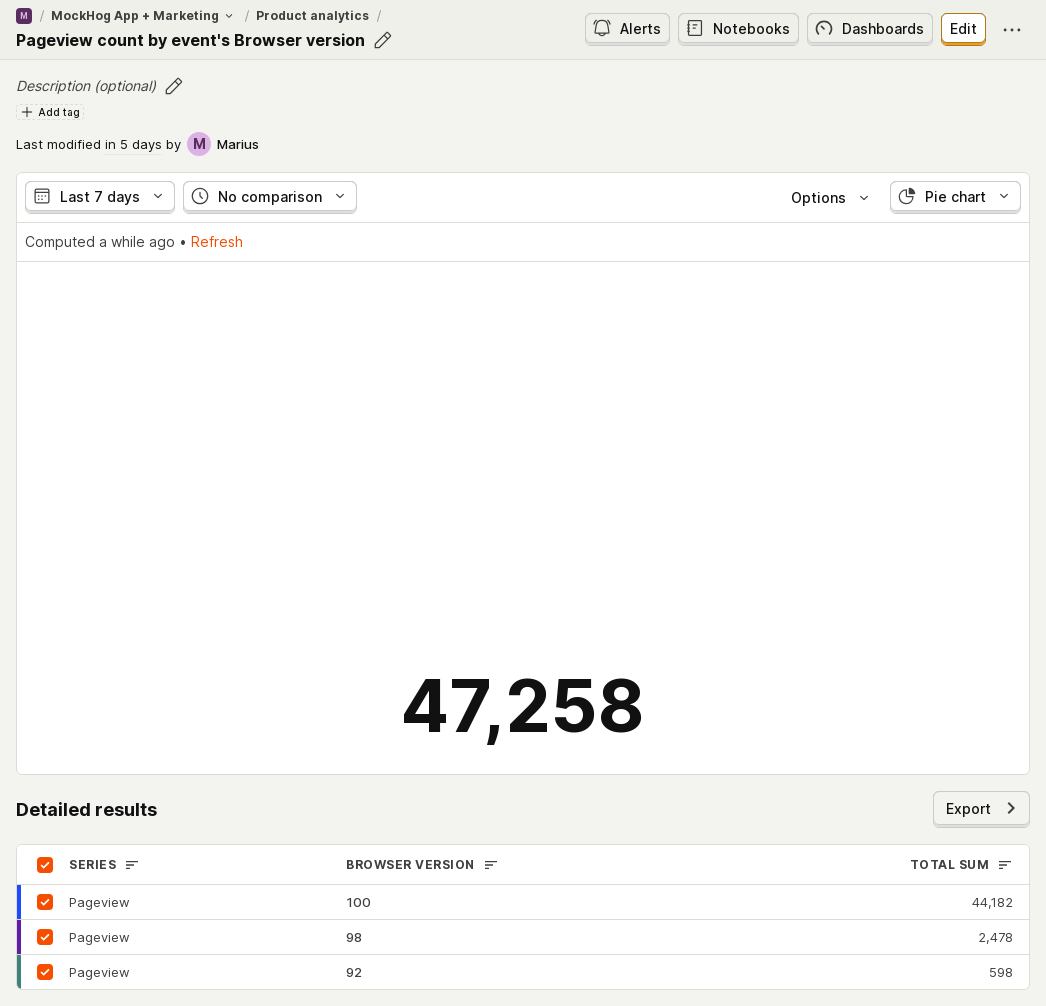 M / MockHog App + Marketing / Product analytics /
Pageview count by event's Browser version
Alerts Notebooks Dashboards Edit
Description (optional)
Add tag
Last modified in 5 days by M Marius
Last 7 days No comparison Options Pie chart
Computed a while ago • Refresh
47,258
Detailed results Export
SERIES BROWSER VERSION TOTAL SUM
Pageview 100 44,182
Pageview 98 2,478
Pageview 92 598